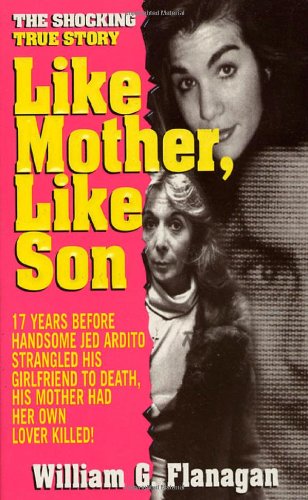 THE SHOCKING
TRUE STORY
Like
Mother,
Like
Son
17 YEARS BEFORE
HANDSOME JED ARDITO
STRANGLED HIS
GIRLFRIEND TO DEATH,
HIS MOTHER HAD
HER OWN
LOVER KILLED!
William G. Flanagan